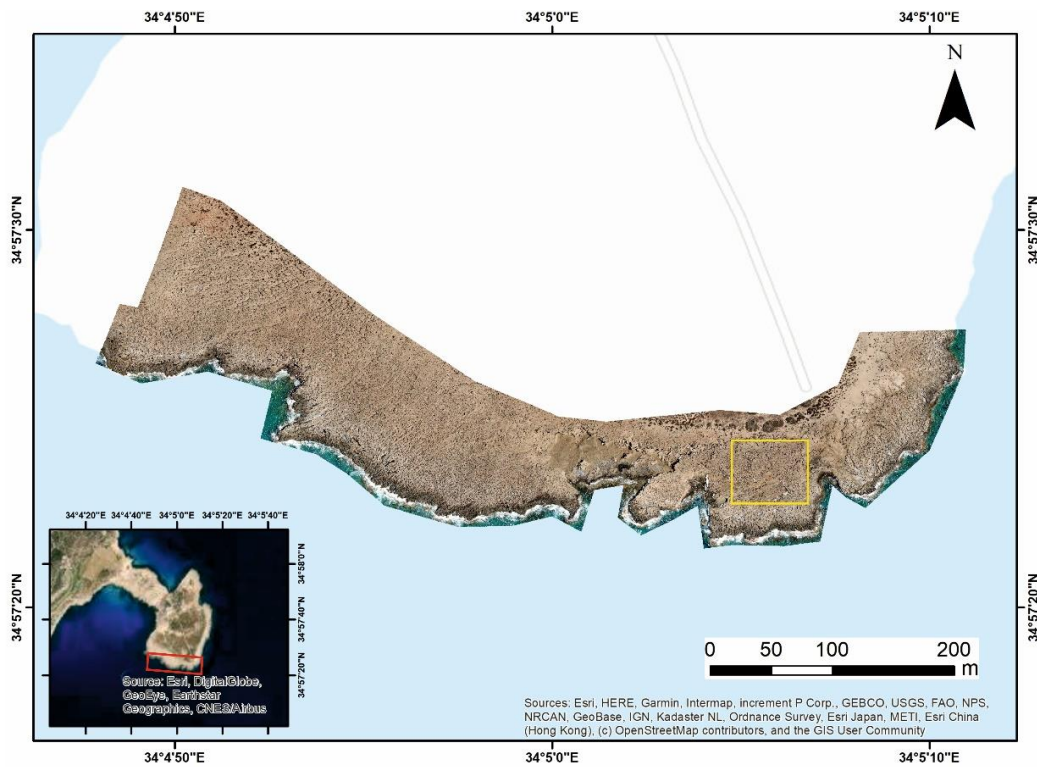 34°4'50"E 34°5'0"E 34°5'10"E
N
34°57'30"N 34°57'30"N
34°4'20"E 34°4'40"E 34°5'0"E 34°5'20"E 34°5'40"E
34°58'0"N
34°57'40"N
34°57'20"N
34°57'20"N 34°57'20"N
Source: Esri, DigitalGlobe,
GeoEye, Earthstar
Geographics, CNES/Airbus
0 50 100 200
m
Sources: Esri, HERE, Garmin, Intermap, increment P Corp., GEBCO, USGS, FAO, NPS,
NRCAN, GeoBase, IGN, Kadaster NL, Ordnance Survey, Esri Japan, METI, Esri China
(Hong Kong), (c) OpenStreetMap contributors, and the GIS User Community
34°4'50"E 34°5'0"E 34°5'10"E